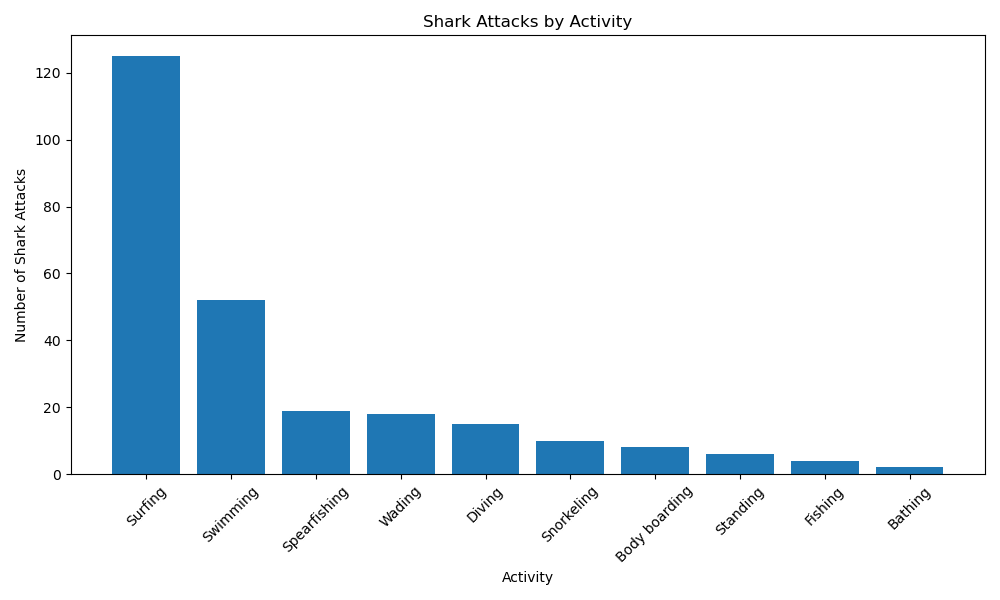 Shark Attacks by Activity
Number of Shark Attacks
120
100
80
60
40
20
0
Surfing
Swimming
Spearfishing
Wading
Diving
Snorkeling
Body boarding
Standing
Fishing
Bathing
Activity